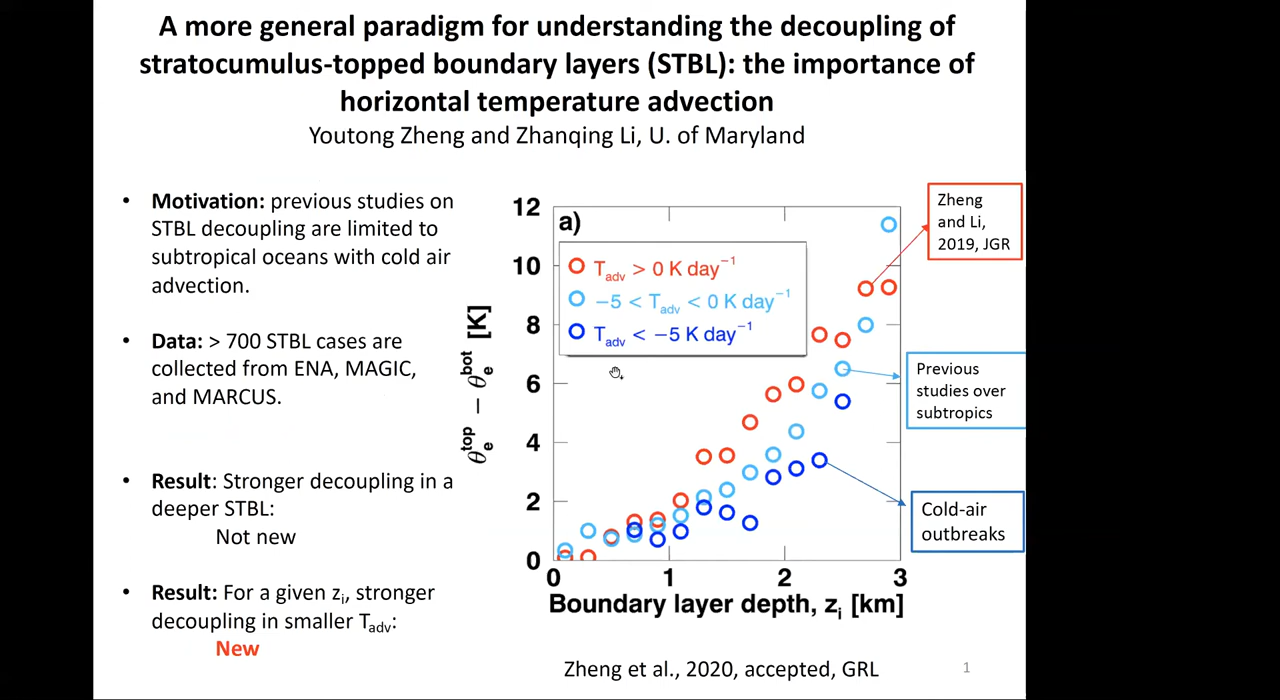 A more general paradigm for understanding the decoupling of
stratocumulus-topped boundary layers (STBL): the importance of
horizontal temperature advection
Youtong Zheng and Zhanqing Li, U. of Maryland
• Motivation: previous studies on
STBL decoupling are limited to
subtropical oceans with cold air
advection.
• Data: > 700 STBL cases are
collected from ENA, MAGIC,
and MARCUS.
• Result: Stronger decoupling in a
deeper STBL:
Not new
• Result: For a given zᵢ, stronger
decoupling in smaller Tadv:
New
a)
Tadv > 0 K day⁻¹
−5 < Tadv < 0 K day⁻¹
Tadv < −5 K day⁻¹
θe^top − θe^bot [K]
12
10
8
6
4
2
0
0 1 2 3
Boundary layer depth, zᵢ [km]
Zheng
and Li,
2019, JGR
Previous
studies over
subtropics
Cold-air
outbreaks
Zheng et al., 2020, accepted, GRL
1